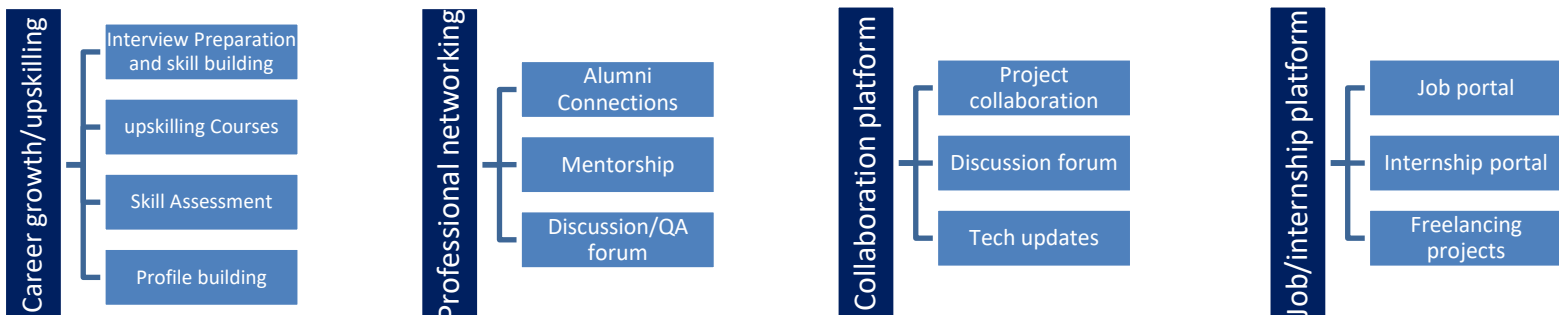 Career growth/upskilling
Interview Preparation
and skill building
upskilling Courses
Skill Assessment
Profile building
Professional networking
Alumni
Connections
Mentorship
Discussion/QA
forum
Collaboration platform
Project
collaboration
Discussion forum
Tech updates
Job/internship platform
Job portal
Internship portal
Freelancing
projects